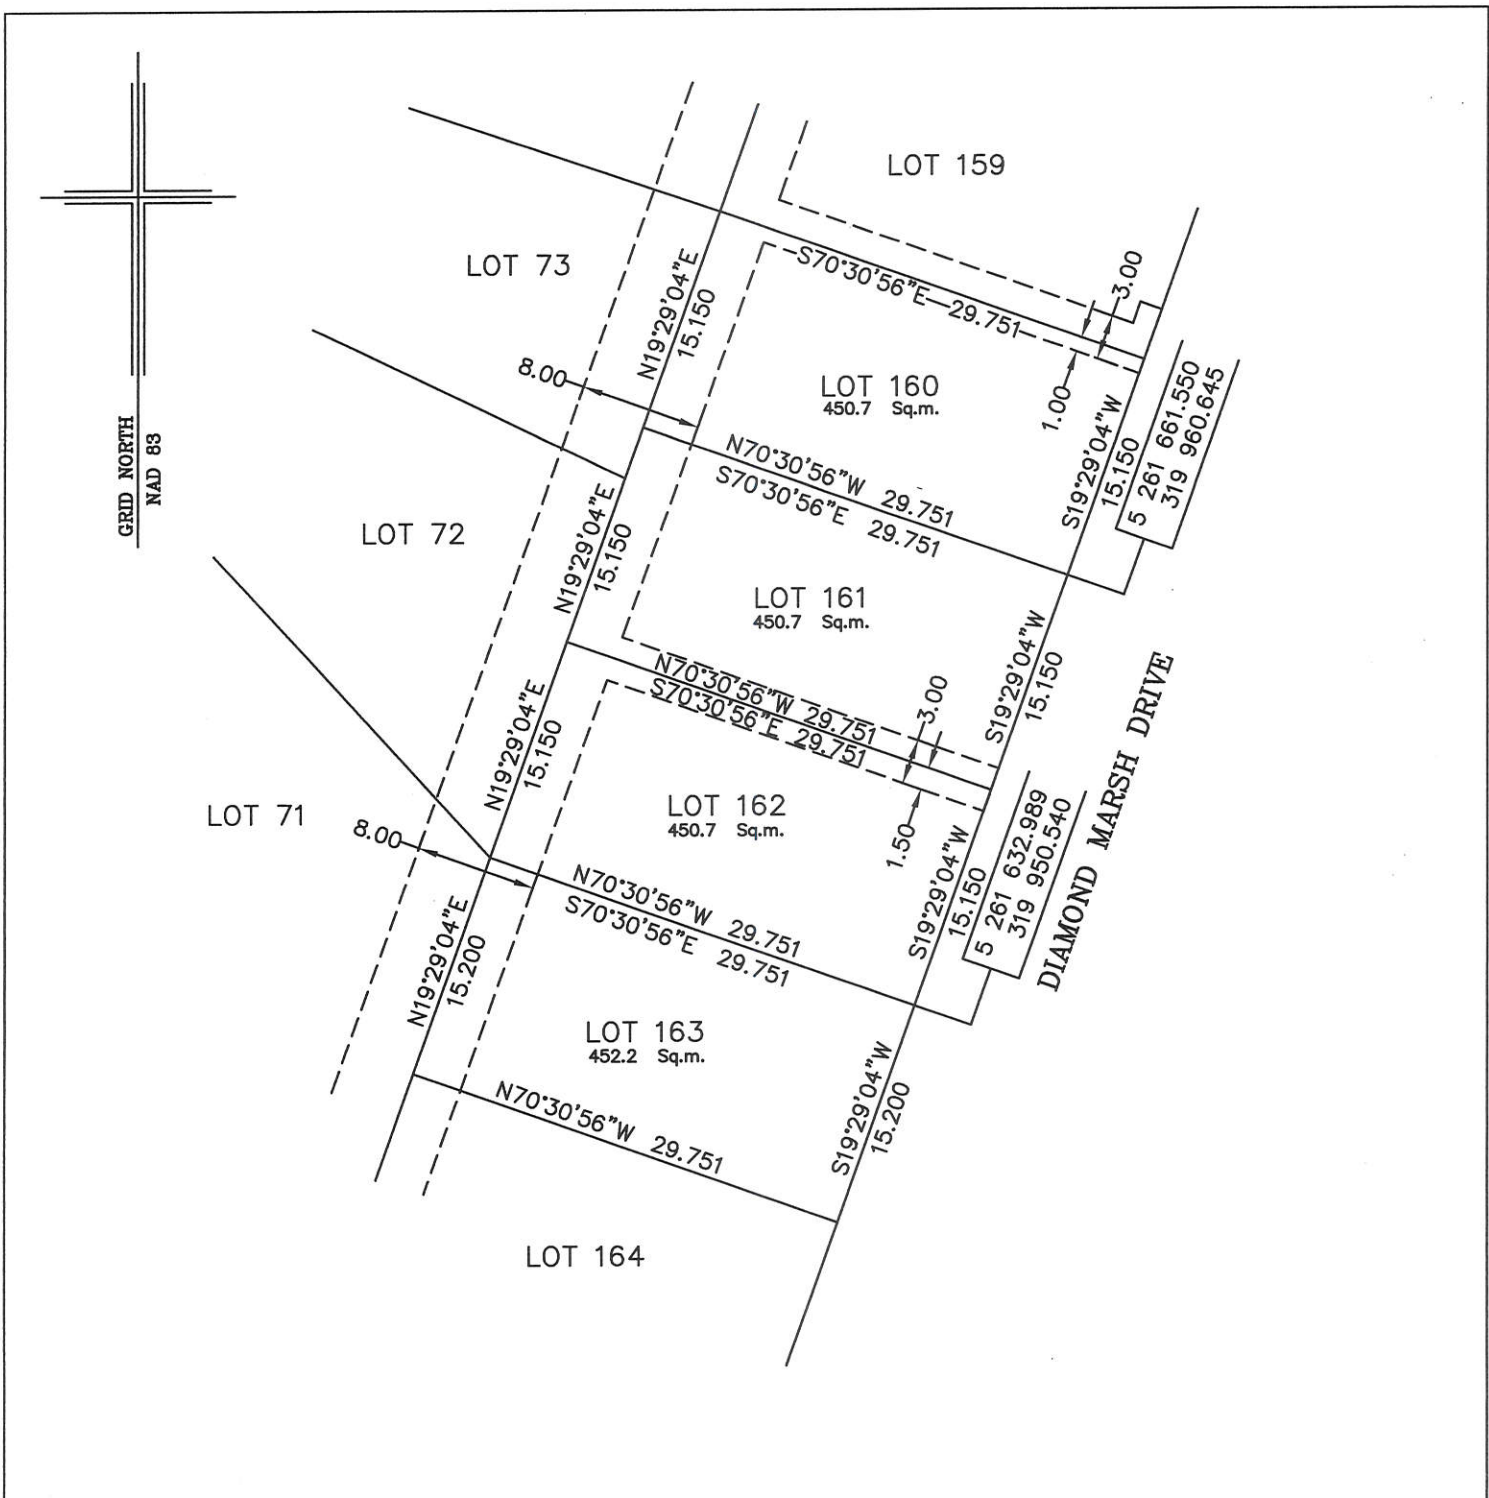 LOT 159
LOT 73
S70°30'56"E 29.751
3.00
N19°29'04"E
15.150
8.00
LOT 160
450.7 Sq.m.
1.00
S19°29'04"W
15.150
5 261 661.550
319 960.645
GRID NORTH
NAD 83
N70°30'56"W 29.751
S70°30'56"E 29.751
LOT 72
N19°29'04"E
15.150
LOT 161
450.7 Sq.m.
S19°29'04"W
15.150
N70°30'56"W 29.751
S70°30'56"E 29.751
3.00
DIAMOND MARSH DRIVE
N19°29'04"E
15.150
LOT 162
450.7 Sq.m.
1.50
S19°29'04"W
15.150
5 261 632.989
319 950.540
LOT 71
8.00
N70°30'56"W 29.751
S70°30'56"E 29.751
N19°29'04"E
15.200
LOT 163
452.2 Sq.m.
S19°29'04"W
15.200
N70°30'56"W 29.751
LOT 164